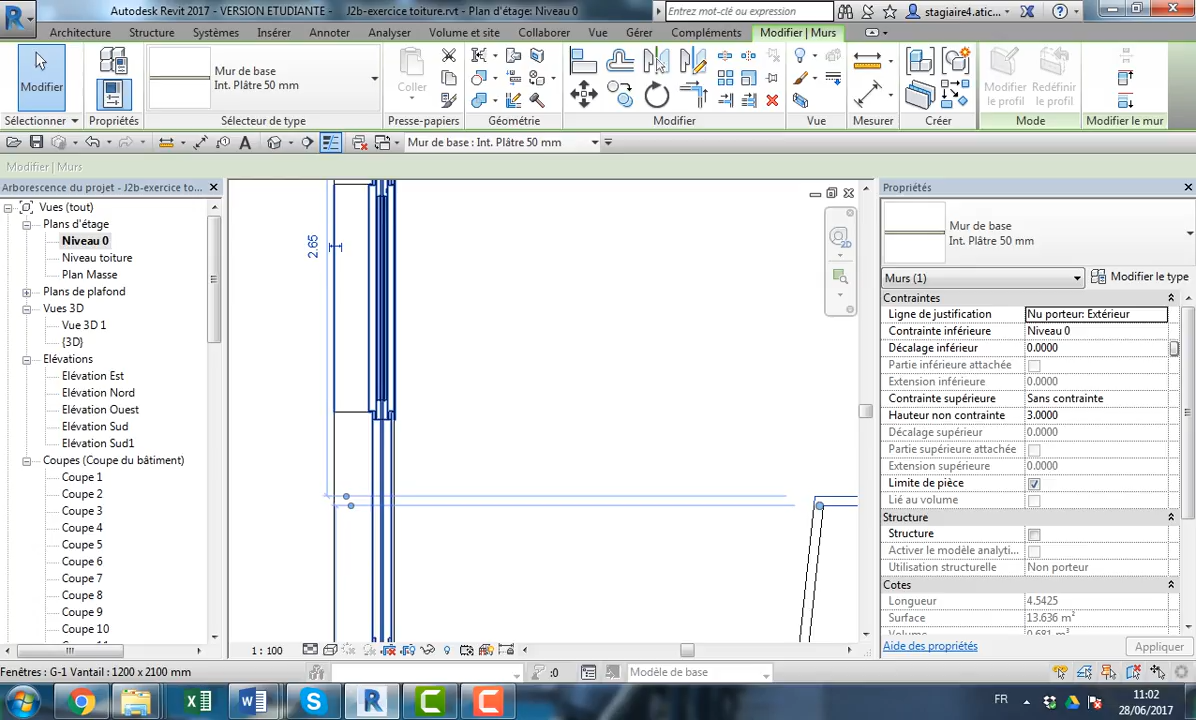 Autodesk Revit 2017 - VERSION ETUDIANTE - J2b-exercice toiture.rvt - Plan d'étage: Niveau 0
Entrez mot-clé ou expression
stagiaire4.atic...
Architecture Structure Systèmes Insérer Annoter Analyser Volume et site Collaborer Vue Gérer Compléments Modifier | Murs
Modifier
Mur de base
Int. Plâtre 50 mm
Coller
Modifier le profil
Redéfinir le profil
Sélectionner Propriétés Sélecteur de type Presse-papiers Géométrie Modifier Vue Mesurer Créer Mode Modifier le mur
Mur de base : Int. Plâtre 50 mm
Modifier | Murs
Arborescence du projet - J2b-exercice to...
Vues (tout)
Plans d'étage
Niveau 0
Niveau toiture
Plan Masse
Plans de plafond
Vues 3D
Vue 3D 1
{3D}
Elévations
Elévation Est
Elévation Nord
Elévation Ouest
Elévation Sud
Elévation Sud1
Coupes (Coupe du bâtiment)
Coupe 1
Coupe 2
Coupe 3
Coupe 4
Coupe 5
Coupe 6
Coupe 7
Coupe 8
Coupe 9
Coupe 10
2.65
2D
1 : 100
Propriétés
Mur de base
Int. Plâtre 50 mm
Murs (1) Modifier le type
Contraintes
Ligne de justification Nu porteur: Extérieur
Contrainte inférieure Niveau 0
Décalage inférieur 0.0000
Partie inférieure attachée
Extension inférieure 0.0000
Contrainte supérieure Sans contrainte
Hauteur non contrainte 3.0000
Décalage supérieur 0.0000
Partie supérieure attachée
Extension supérieure 0.0000
Limite de pièce
Lié au volume
Structure
Structure
Activer le modèle analyti...
Utilisation structurelle Non porteur
Cotes
Longueur 4.5425
Surface 13.636 m²
Aide des propriétés Appliquer
Fenêtres : G-1 Vantail : 1200 x 2100 mm
:0
Modèle de base
:0
FR
11:02
28/06/2017